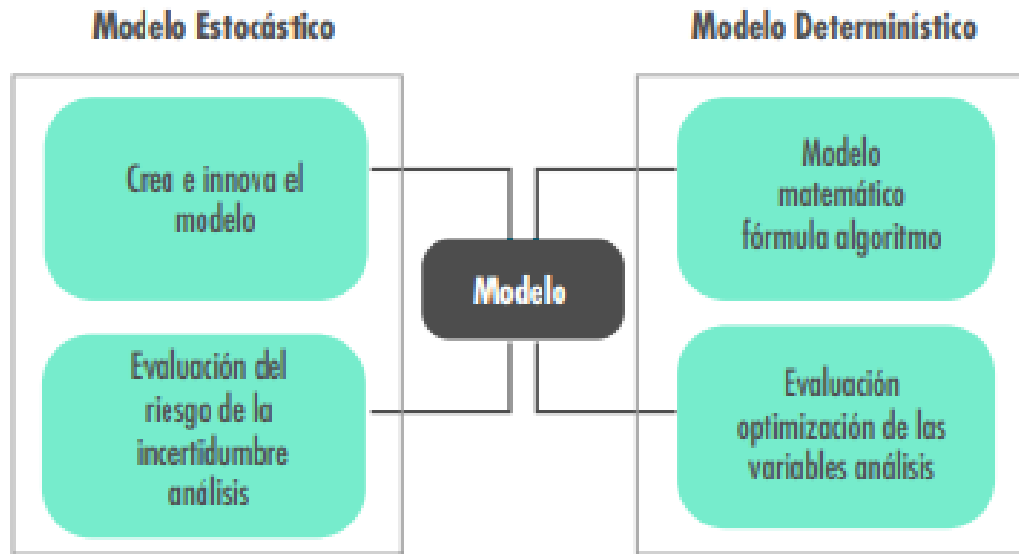 Modelo Estocástico
Modelo Determinístico
Crea e innova el
modelo
Modelo
matemático
fórmula algoritmo
Modelo
Evaluación del
riesgo de la
incertidumbre
análisis
Evaluación
optimización de las
variables análisis